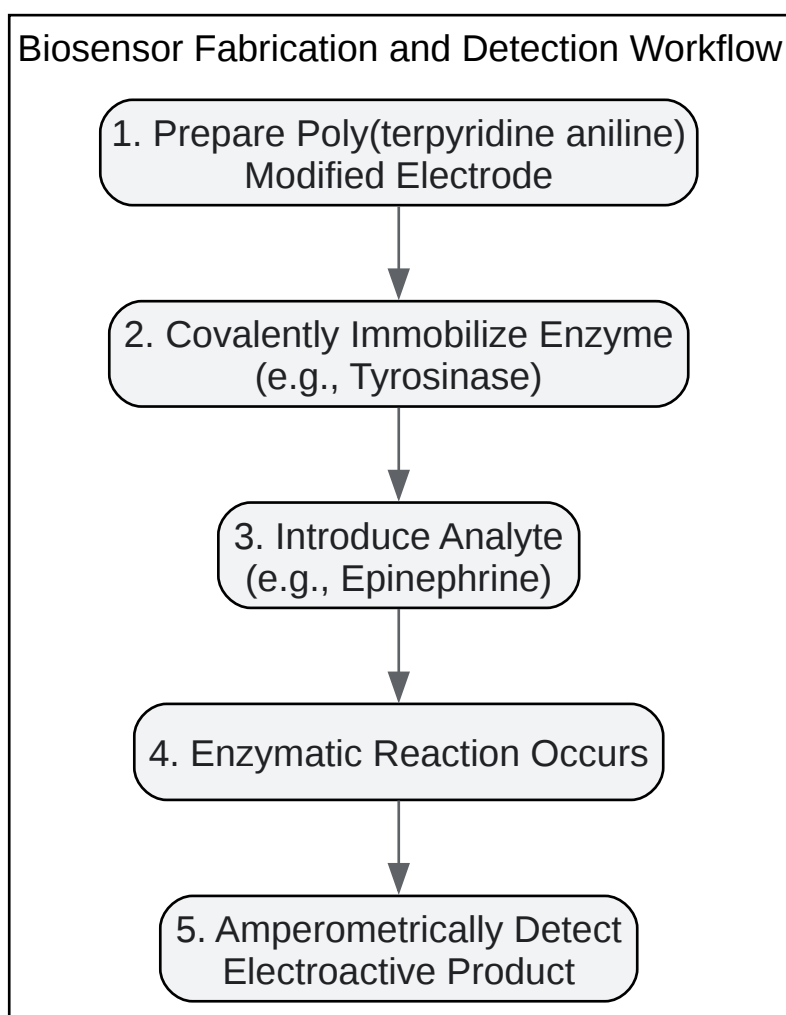 Biosensor Fabrication and Detection Workflow
1. Prepare Poly(terpyridine aniline)
Modified Electrode
2. Covalently Immobilize Enzyme
(e.g., Tyrosinase)
3. Introduce Analyte
(e.g., Epinephrine)
4. Enzymatic Reaction Occurs
5. Amperometrically Detect
Electroactive Product